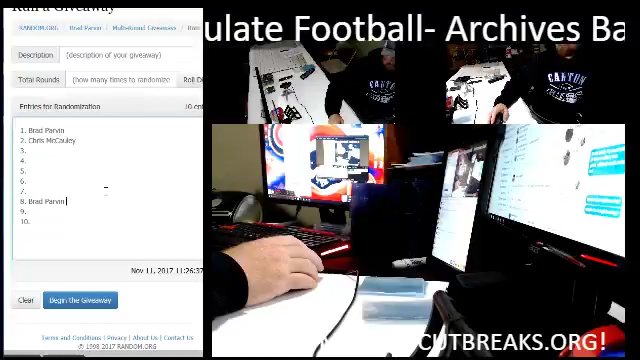 Run a Giveaway
ulate Football- Archives Ba
RANDOM.ORG Brad Parvin Multi-Round Giveaways
Description (description of your giveaway)
Total Rounds (how many times to randomize
Entries for Randomization 10
1. Brad Parvin
2. Chris McCauley
3.
4.
5.
6.
7.
8. Brad Parvin
9.
10.
Nov 11, 2017 11:26:37
Clear Begin the Giveaway
Terms and Conditions | Privacy | About Us | Contact Us
© 1998 2017 RANDOM.ORG
CANTON
CANTON
CUTBREAKS.ORG!